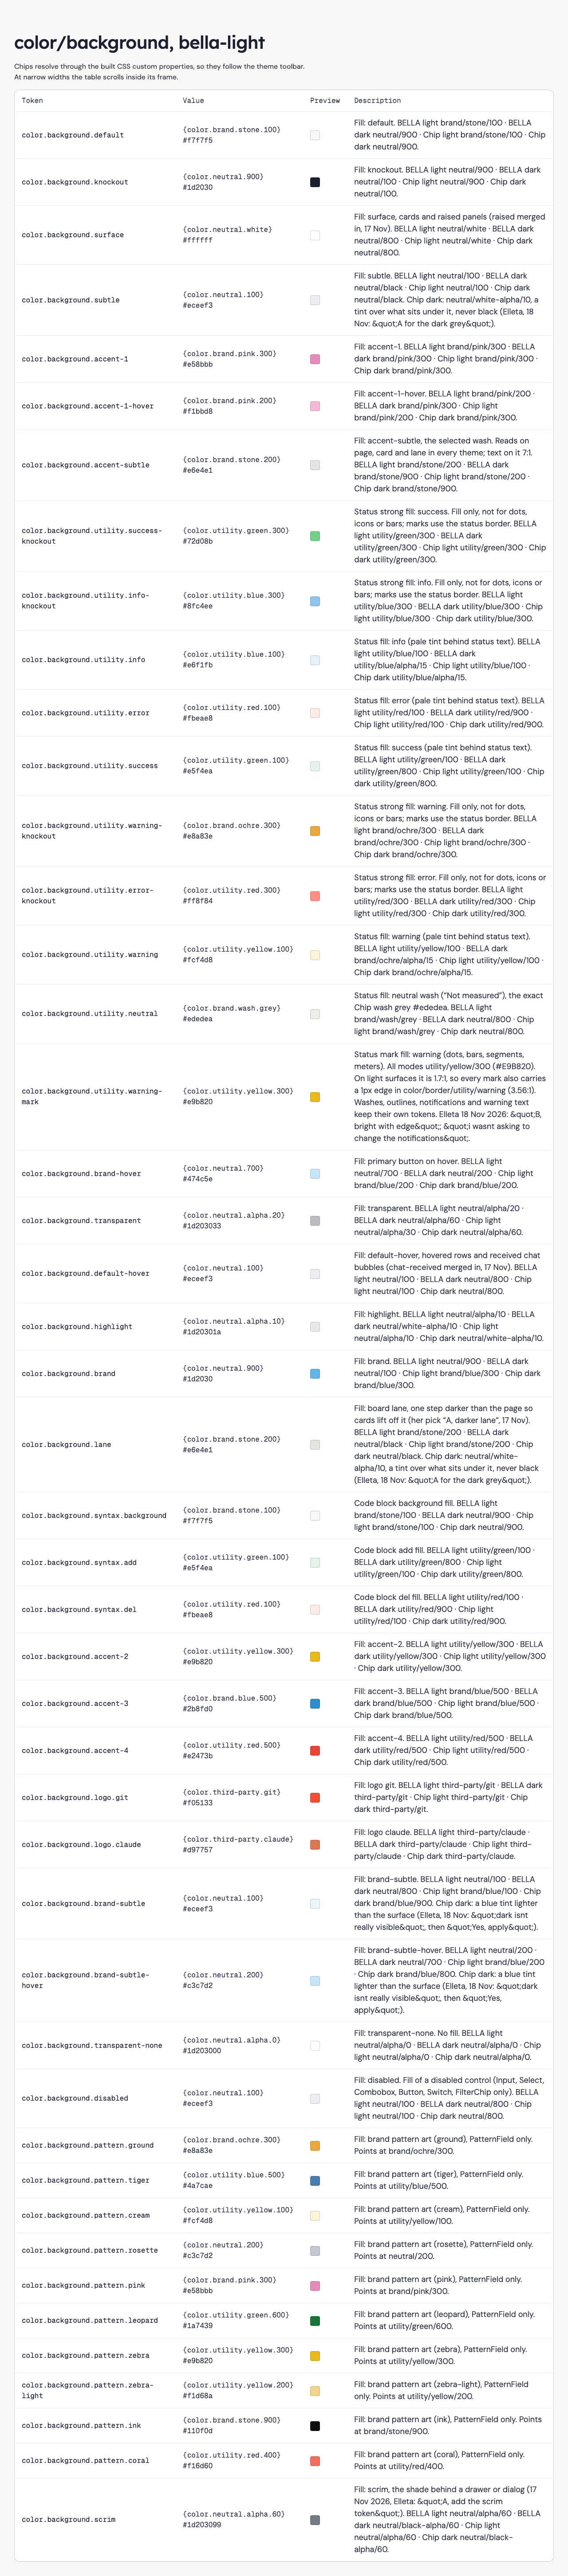 color/background, bella-light
Chips resolve through the built CSS custom properties, so they follow the theme toolbar.
At narrow widths the table scrolls inside its frame.
Token Value Preview Description
color.background.default
{color.brand.stone.100}
#f7f7f5
Fill: default. BELLA light brand/stone/100 · BELLA
dark neutral/900 · Chip light brand/stone/100 · Chip
dark neutral/900.
color.background.knockout
{color.neutral.900}
#1d2030
Fill: knockout. BELLA light neutral/900 · BELLA dark
neutral/100 · Chip light neutral/900 · Chip dark
neutral/100.
color.background.surface
{color.neutral.white}
#ffffff
Fill: surface, cards and raised panels (raised merged
in, 17 Nov). BELLA light neutral/white · BELLA dark
neutral/800 · Chip light neutral/white · Chip dark
neutral/800.
color.background.subtle
{color.neutral.100}
#eceef3
Fill: subtle. BELLA light neutral/100 · BELLA dark
neutral/black · Chip light neutral/100 · Chip dark
neutral/black. Chip dark: neutral/white-alpha/10, a
tint over what sits under it, never black (Elleta, 18
Nov: &quot;A for the dark grey&quot;).
color.background.accent-1
{color.brand.pink.300}
#e58bbb
Fill: accent-1. BELLA light brand/pink/300 · BELLA
dark brand/pink/300 · Chip light brand/pink/300 ·
Chip dark brand/pink/300.
color.background.accent-1-hover
{color.brand.pink.200}
#f1bbd8
Fill: accent-1-hover. BELLA light brand/pink/200 ·
BELLA dark brand/pink/300 · Chip light
brand/pink/200 · Chip dark brand/pink/300.
color.background.accent-subtle
{color.brand.stone.200}
#e6e4e1
Fill: accent-subtle, the selected wash. Reads on
page, card and lane in every theme; text on it 7:1.
BELLA light brand/stone/200 · BELLA dark
brand/stone/900 · Chip light brand/stone/200 ·
Chip dark brand/stone/900.
color.background.utility.success-
knockout
{color.utility.green.300}
#72d08b
Status strong fill: success. Fill only, not for dots,
icons or bars; marks use the status border. BELLA
light utility/green/300 · BELLA dark
utility/green/300 · Chip light utility/green/300 · Chip
dark utility/green/300.
color.background.utility.info-
knockout
{color.utility.blue.300}
#8fc4ee
Status strong fill: info. Fill only, not for dots, icons or
bars; marks use the status border. BELLA light
utility/blue/300 · BELLA dark utility/blue/300 · Chip
light utility/blue/300 · Chip dark utility/blue/300.
color.background.utility.info
{color.utility.blue.100}
#e6f1fb
Status fill: info (pale tint behind status text). BELLA
light utility/blue/100 · BELLA dark
utility/blue/alpha/15 · Chip light utility/blue/100 ·
Chip dark utility/blue/alpha/15.
color.background.utility.error
{color.utility.red.100}
#fbeae8
Status fill: error (pale tint behind status text). BELLA
light utility/red/100 · BELLA dark utility/red/900 ·
Chip light utility/red/100 · Chip dark utility/red/900.
color.background.utility.success
{color.utility.green.100}
#e5f4ea
Status fill: success (pale tint behind status text).
BELLA light utility/green/100 · BELLA dark
utility/green/800 · Chip light utility/green/100 · Chip
dark utility/green/800.
color.background.utility.warning-
knockout
{color.brand.ochre.300}
#e8a83e
Status strong fill: warning. Fill only, not for dots,
icons or bars; marks use the status border. BELLA
light brand/ochre/300 · BELLA dark
brand/ochre/300 · Chip light brand/ochre/300 ·
Chip dark brand/ochre/300.
color.background.utility.error-
knockout
{color.utility.red.300}
#ff8f84
Status strong fill: error. Fill only, not for dots, icons or
bars; marks use the status border. BELLA light
utility/red/300 · BELLA dark utility/red/300 · Chip
light utility/red/300 · Chip dark utility/red/300.
color.background.utility.warning
{color.utility.yellow.100}
#fcf4d8
Status fill: warning (pale tint behind status text).
BELLA light utility/yellow/100 · BELLA dark
brand/ochre/alpha/15 · Chip light utility/yellow/100 ·
Chip dark brand/ochre/alpha/15.
color.background.utility.neutral
{color.brand.wash.grey}
#ededea
Status fill: neutral wash (“Not measured”), the exact
Chip wash grey #ededea. BELLA light
brand/wash/grey · BELLA dark neutral/800 · Chip
light brand/wash/grey · Chip dark neutral/800.
color.background.utility.warning-
mark
{color.utility.yellow.300}
#e9b820
Status mark fill: warning (dots, bars, segments,
meters). All modes utility/yellow/300 (#E9B820).
On light surfaces it is 1.7:1, so every mark also carries
a 1px edge in color/border/utility/warning (3.56:1).
Washes, outlines, notifications and warning text
keep their own tokens. Elleta 18 Nov 2026: &quot;B,
bright with edge&quot;; &quot;i wasnt asking to
change the notifications&quot;.
color.background.brand-hover
{color.neutral.700}
#474c5e
Fill: primary button on hover. BELLA light
neutral/700 · BELLA dark neutral/200 · Chip light
brand/blue/200 · Chip dark brand/blue/200.
color.background.transparent
{color.neutral.alpha.20}
#1d203033
Fill: transparent. BELLA light neutral/alpha/20 ·
BELLA dark neutral/alpha/60 · Chip light
neutral/alpha/30 · Chip dark neutral/alpha/60.
color.background.default-hover
{color.neutral.100}
#eceef3
Fill: default-hover, hovered rows and received chat
bubbles (chat-received merged in, 17 Nov). BELLA
light neutral/100 · BELLA dark neutral/800 · Chip
light neutral/100 · Chip dark neutral/800.
color.background.highlight
{color.neutral.alpha.10}
#1d20301a
Fill: highlight. BELLA light neutral/alpha/10 · BELLA
dark neutral/white-alpha/10 · Chip light
neutral/alpha/10 · Chip dark neutral/white-alpha/10.
color.background.brand
{color.neutral.900}
#1d2030
Fill: brand. BELLA light neutral/900 · BELLA dark
neutral/100 · Chip light brand/blue/300 · Chip dark
brand/blue/300.
color.background.lane
{color.brand.stone.200}
#e6e4e1
Fill: board lane, one step darker than the page so
cards lift off it (her pick “A, darker lane”, 17 Nov).
BELLA light brand/stone/200 · BELLA dark
neutral/black · Chip light brand/stone/200 · Chip
dark neutral/black. Chip dark: neutral/white-
alpha/10, a tint over what sits under it, never black
(Elleta, 18 Nov: &quot;A for the dark grey&quot;).
color.background.syntax.background
{color.brand.stone.100}
#f7f7f5
Code block background fill. BELLA light
brand/stone/100 · BELLA dark neutral/900 · Chip
light brand/stone/100 · Chip dark neutral/900.
color.background.syntax.add
{color.utility.green.100}
#e5f4ea
Code block add fill. BELLA light utility/green/100 ·
BELLA dark utility/green/800 · Chip light
utility/green/100 · Chip dark utility/green/800.
color.background.syntax.del
{color.utility.red.100}
#fbeae8
Code block del fill. BELLA light utility/red/100 ·
BELLA dark utility/red/900 · Chip light
utility/red/100 · Chip dark utility/red/900.
color.background.accent-2
{color.utility.yellow.300}
#e9b820
Fill: accent-2. BELLA light utility/yellow/300 · BELLA
dark utility/yellow/300 · Chip light utility/yellow/300
· Chip dark utility/yellow/300.
color.background.accent-3
{color.brand.blue.500}
#2b8fd0
Fill: accent-3. BELLA light brand/blue/500 · BELLA
dark brand/blue/500 · Chip light brand/blue/500 ·
Chip dark brand/blue/500.
color.background.accent-4
{color.utility.red.500}
#e2473b
Fill: accent-4. BELLA light utility/red/500 · BELLA
dark utility/red/500 · Chip light utility/red/500 ·
Chip dark utility/red/500.
color.background.logo.git
{color.third-party.git}
#f05133
Fill: logo git. BELLA light third-party/git · BELLA dark
third-party/git · Chip light third-party/git · Chip
dark third-party/git.
color.background.logo.claude
{color.third-party.claude}
#d97757
Fill: logo claude. BELLA light third-party/claude ·
BELLA dark third-party/claude · Chip light third-
party/claude · Chip dark third-party/claude.
color.background.brand-subtle
{color.neutral.100}
#eceef3
Fill: brand-subtle. BELLA light neutral/100 · BELLA
dark neutral/800 · Chip light brand/blue/100 · Chip
dark brand/blue/900. Chip dark: a blue tint lighter
than the surface (Elleta, 18 Nov: &quot;dark isnt
really visible&quot;, then &quot;Yes, apply&quot;).
color.background.brand-subtle-
hover
{color.neutral.200}
#c3c7d2
Fill: brand-subtle-hover. BELLA light neutral/200 ·
BELLA dark neutral/700 · Chip light brand/blue/200
· Chip dark brand/blue/800. Chip dark: a blue tint
lighter than the surface (Elleta, 18 Nov: &quot;dark
isnt really visible&quot;, then &quot;Yes,
apply&quot;).
color.background.transparent-none
{color.neutral.alpha.0}
#1d203000
Fill: transparent-none. No fill. BELLA light
neutral/alpha/0 · BELLA dark neutral/alpha/0 · Chip
light neutral/alpha/0 · Chip dark neutral/alpha/0.
color.background.disabled
{color.neutral.100}
#eceef3
Fill: disabled. Fill of a disabled control (Input, Select,
Combobox, Button, Switch, FilterChip only). BELLA
light neutral/100 · BELLA dark neutral/800 · Chip
light neutral/100 · Chip dark neutral/800.
color.background.pattern.ground
{color.brand.ochre.300}
#e8a83e
Fill: brand pattern art (ground), PatternField only.
Points at brand/ochre/300.
color.background.pattern.tiger
{color.utility.blue.500}
#4a7cae
Fill: brand pattern art (tiger), PatternField only.
Points at utility/blue/500.
color.background.pattern.cream
{color.utility.yellow.100}
#fcf4d8
Fill: brand pattern art (cream), PatternField only.
Points at utility/yellow/100.
color.background.pattern.rosette
{color.neutral.200}
#c3c7d2
Fill: brand pattern art (rosette), PatternField only.
Points at neutral/200.
color.background.pattern.pink
{color.brand.pink.300}
#e58bbb
Fill: brand pattern art (pink), PatternField only.
Points at brand/pink/300.
color.background.pattern.leopard
{color.utility.green.600}
#1a7439
Fill: brand pattern art (leopard), PatternField only.
Points at utility/green/600.
color.background.pattern.zebra
{color.utility.yellow.300}
#e9b820
Fill: brand pattern art (zebra), PatternField only.
Points at utility/yellow/300.
color.background.pattern.zebra-
light
{color.utility.yellow.200}
#f1d68a
Fill: brand pattern art (zebra-light), PatternField
only. Points at utility/yellow/200.
color.background.pattern.ink
{color.brand.stone.900}
#110f0d
Fill: brand pattern art (ink), PatternField only. Points
at brand/stone/900.
color.background.pattern.coral
{color.utility.red.400}
#f16d60
Fill: brand pattern art (coral), PatternField only.
Points at utility/red/400.
color.background.scrim
{color.neutral.alpha.60}
#1d203099
Fill: scrim, the shade behind a drawer or dialog (17
Nov 2026, Elleta: &quot;A, add the scrim
token&quot;). BELLA light neutral/alpha/60 · BELLA
dark neutral/black-alpha/60 · Chip light
neutral/alpha/60 · Chip dark neutral/black-
alpha/60.